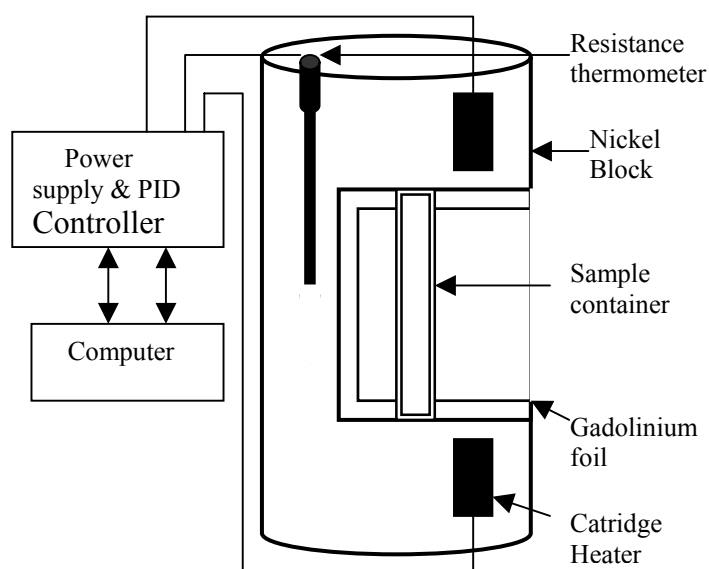 Resistance
thermometer
Nickel
Block
Power
supply & PID
Controller
Sample
container
Computer
Gadolinium
foil
Catridge
Heater